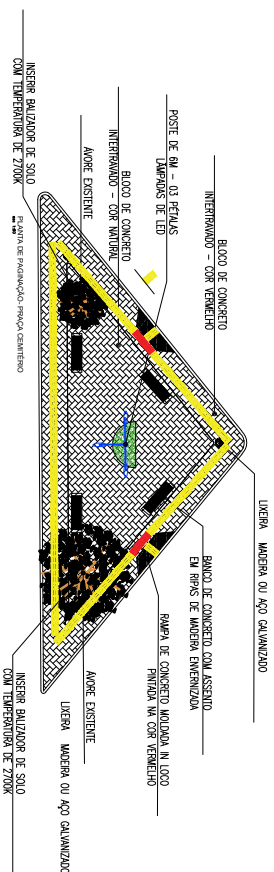 BLOCO DE CONCRETO
INTERTRAVADO - COR VERMELHO
POSTE DE 6M - 03 PÉTALAS
LÂMPADAS DE LED
BLOCO DE CONCRETO
INTERTRAVADO - COR NATURAL
ÁVORE EXISTENTE
INSERIR BALIZADOR DE SOLO
COM TEMPERATURA DE 2700K
PLANTA DE PAGINAÇÃO- PRAÇA CEMITÉRIO
LIXEIRA MADEIRA OU AÇO GALVANIZADO
BANCO DE CONCRETO COM ASSENTO
EM RIPAS DE MADEIRA ENVERNIZADA
RAMPA DE CONCRETO MOLDADA IN LOCO
PINTADA NA COR VERMELHO
ÁVORE EXISTENTE
LIXEIRA MADEIRA OU AÇO GALVANIZADO
INSERIR BALIZADOR DE SOLO
COM TEMPERATURA DE 2700K